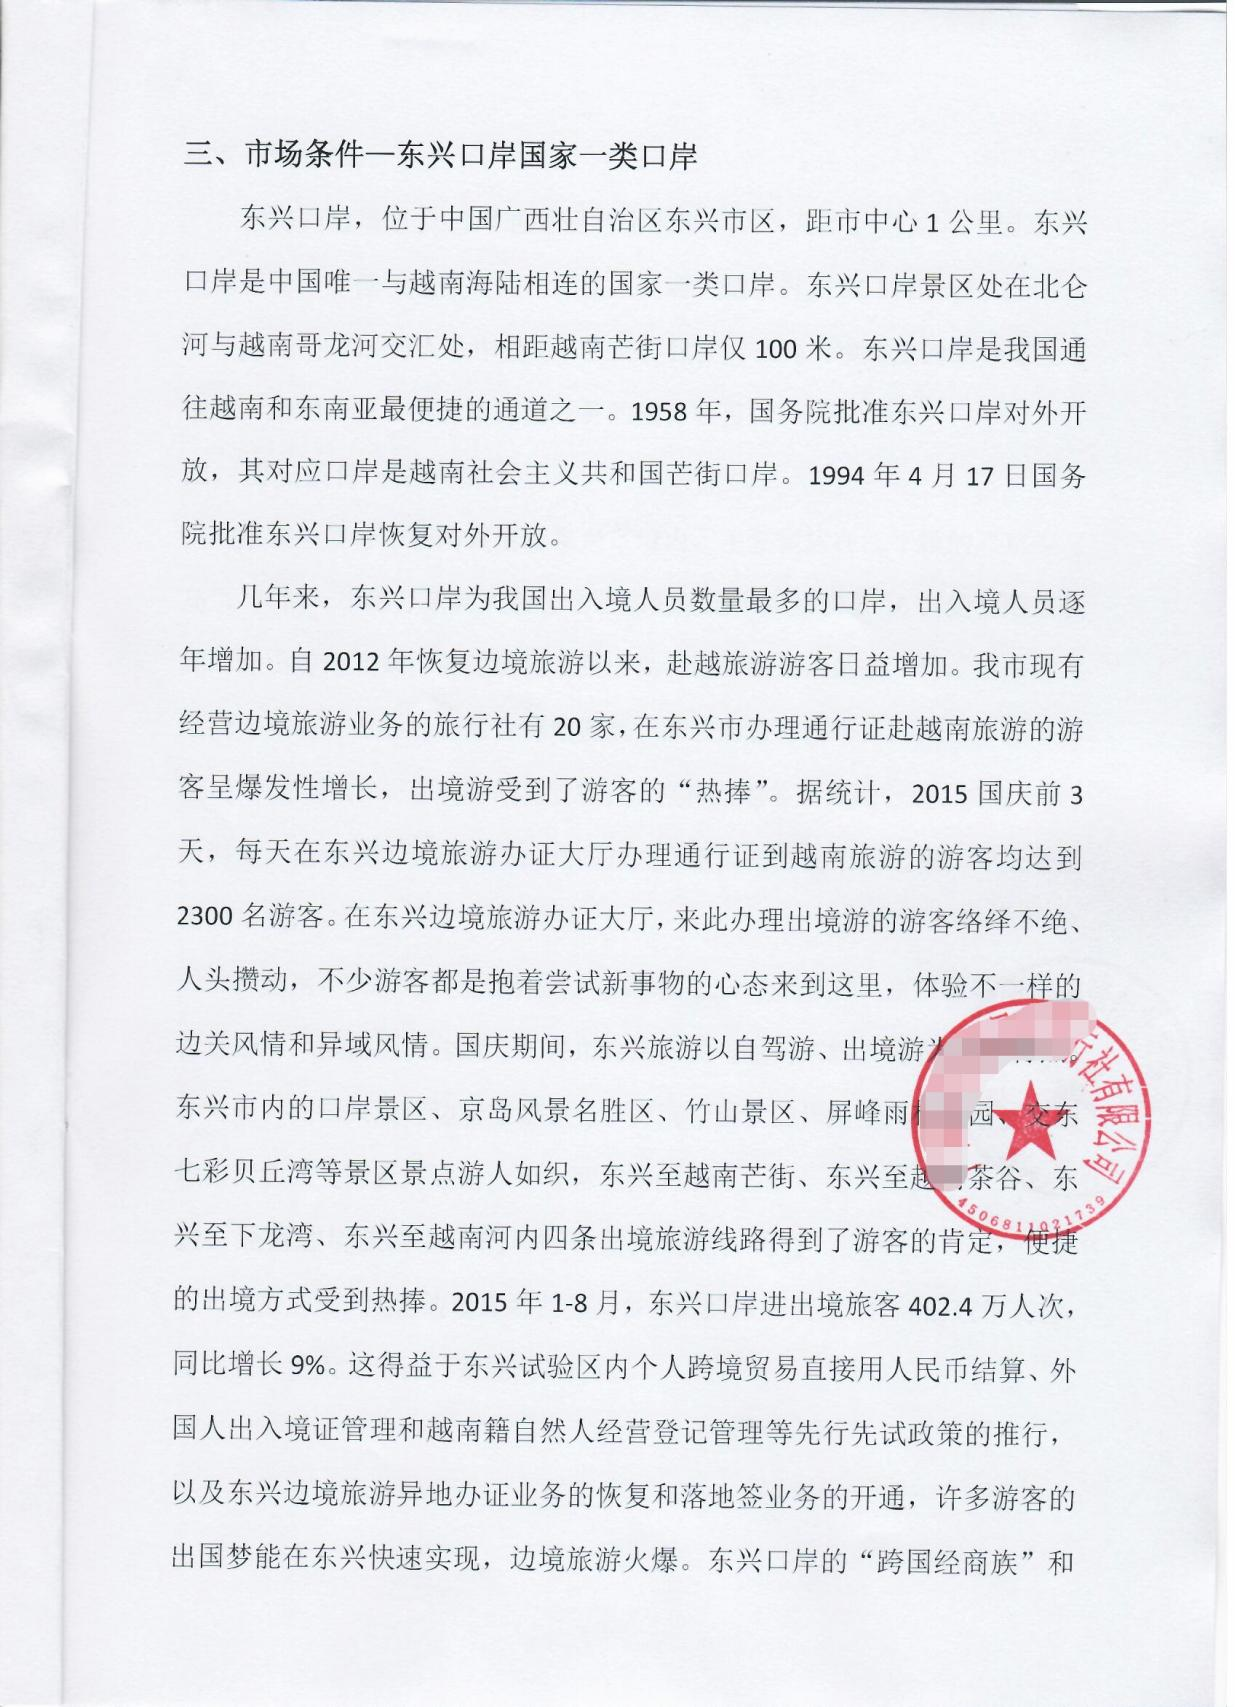 三、市场条件—东兴口岸国家一类口岸
东兴口岸，位于中国广西壮自治区东兴市区，距市中心 1 公里。东兴
口岸是中国唯一与越南海陆相连的国家一类口岸。东兴口岸景区处在北仑
河与越南哥龙河交汇处，相距越南芒街口岸仅 100 米。东兴口岸是我国通
往越南和东南亚最便捷的通道之一。1958 年，国务院批准东兴口岸对外开
放，其对应口岸是越南社会主义共和国芒街口岸。1994 年 4 月 17 日国务
院批准东兴口岸恢复对外开放。
几年来，东兴口岸为我国出入境人员数量最多的口岸，出入境人员逐
年增加。自 2012 年恢复边境旅游以来，赴越旅游游客日益增加。我市现有
经营边境旅游业务的旅行社有 20 家，在东兴市办理通行证赴越南旅游的游
客呈爆发性增长，出境游受到了游客的“热捧”。据统计，2015 国庆前 3
天，每天在东兴边境旅游办证大厅办理通行证到越南旅游的游客均达到
2300 名游客。在东兴边境旅游办证大厅，来此办理出境游的游客络绎不绝、
人头攒动，不少游客都是抱着尝试新事物的心态来到这里，体验不一样的
边关风情和异域风情。国庆期间，东兴旅游以自驾游、出境游为
东兴市内的口岸景区、京岛风景名胜区、竹山景区、屏峰雨 园、交东
七彩贝丘湾等景区景点游人如织，东兴至越南芒街、东兴至越 茶谷、东
兴至下龙湾、东兴至越南河内四条出境旅游线路得到了游客的肯定，便捷
的出境方式受到热捧。2015 年 1-8 月，东兴口岸进出境旅客 402.4 万人次，
同比增长 9%。这得益于东兴试验区内个人跨境贸易直接用人民币结算、外
国人出入境证管理和越南籍自然人经营登记管理等先行先试政策的推行，
以及东兴边境旅游异地办证业务的恢复和落地签业务的开通，许多游客的
出国梦能在东兴快速实现，边境旅游火爆。东兴口岸的“跨国经商族”和
行社有限公司
4506811021739